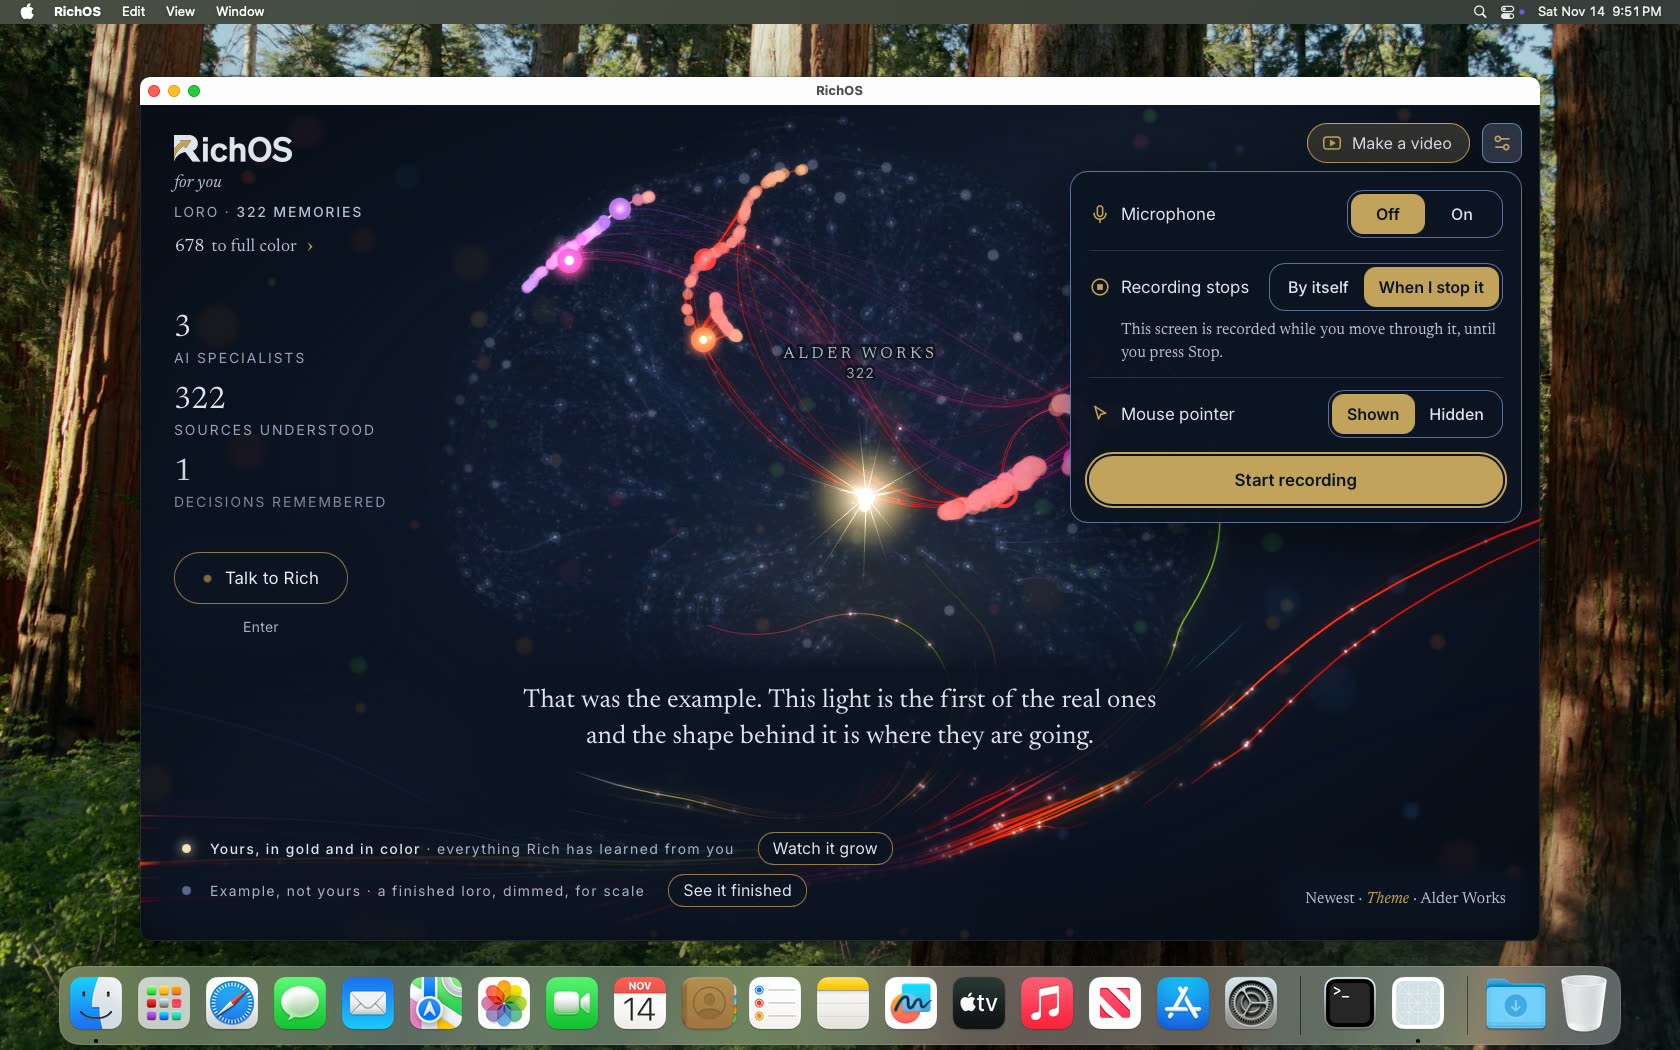 RichOS Edit View Window
Sat Nov 14 9:51 PM
RichOS
RichOS
for you
LORO · 322 MEMORIES
678 to full color ›
3
AI SPECIALISTS
322
SOURCES UNDERSTOOD
1
DECISIONS REMEMBERED
Talk to Rich
Enter
ALDER WORKS
322
Make a video
Microphone Off On
Recording stops By itself When I stop it
This screen is recorded while you move through it, until
you press Stop.
Mouse pointer Shown Hidden
Start recording
That was the example. This light is the first of the real ones
and the shape behind it is where they are going.
Yours, in gold and in color · everything Rich has learned from you Watch it grow
Example, not yours · a finished loro, dimmed, for scale See it finished
Newest · Theme · Alder Works
NOV
14
tv
>_